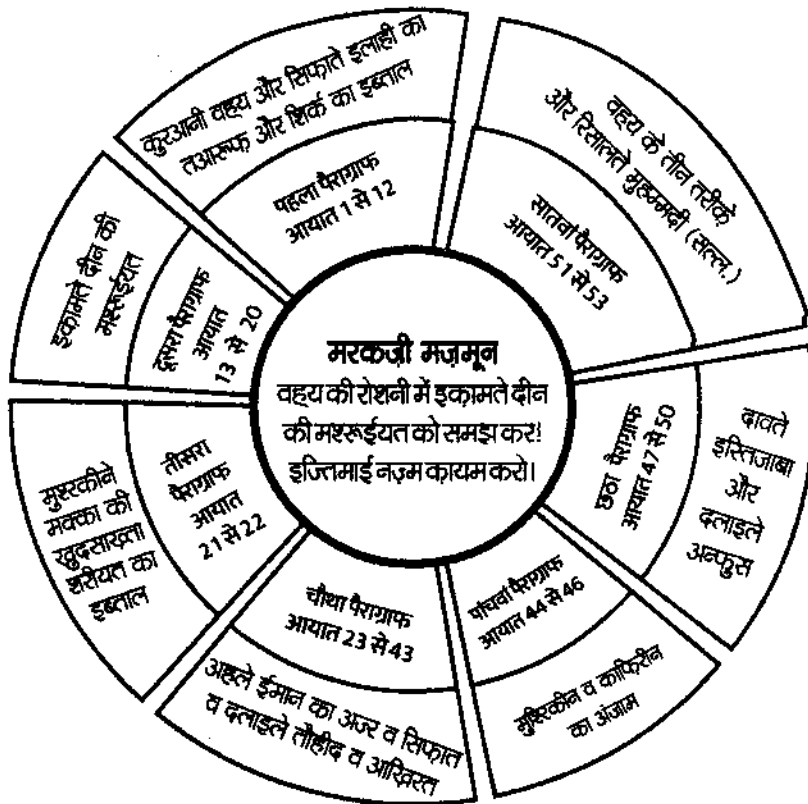 मरकज़ी मज़मून
वह्य की रोशनी में इक़ामते दीन
की मश्रूईयत को समझ कर!
इज्तिमाई नज़्म क़ायम करो।
क़ुरआनी वह्य और सिफ़ाते इलाही का
तआरूफ़ और शिर्क का इब्ताल
पहला पैराग्राफ
आयात 1 से 12
इक़ामते दीन की
मश्रूईयत
दूसरा पैराग्राफ
आयात
13 से 20
मुश्रकीने
मक्का की
ख़ुदसाख़्ता
शरीयत का
इब्ताल
तीसरा
पैराग्राफ
आयात
21 से 22
चौथा पैराग्राफ
आयात 23 से 43
अहले ईमान का अज्र व सिफ़ात
व दलाइले तौहीद व आख़िरत
पांचवां पैराग्राफ
आयात 44 से 46
मुश्रिकीन व काफिरीन
का अंजाम
छठा पैराग्राफ
आयात 47 से 50
दावते
इस्तिजाबा
और
दलाइले
अन्फुस
सातवां पैराग्राफ
आयात 51 से 53
वह्य के तीन तरीक़े
और रिसालते मुहम्मदी (सल्ल.)